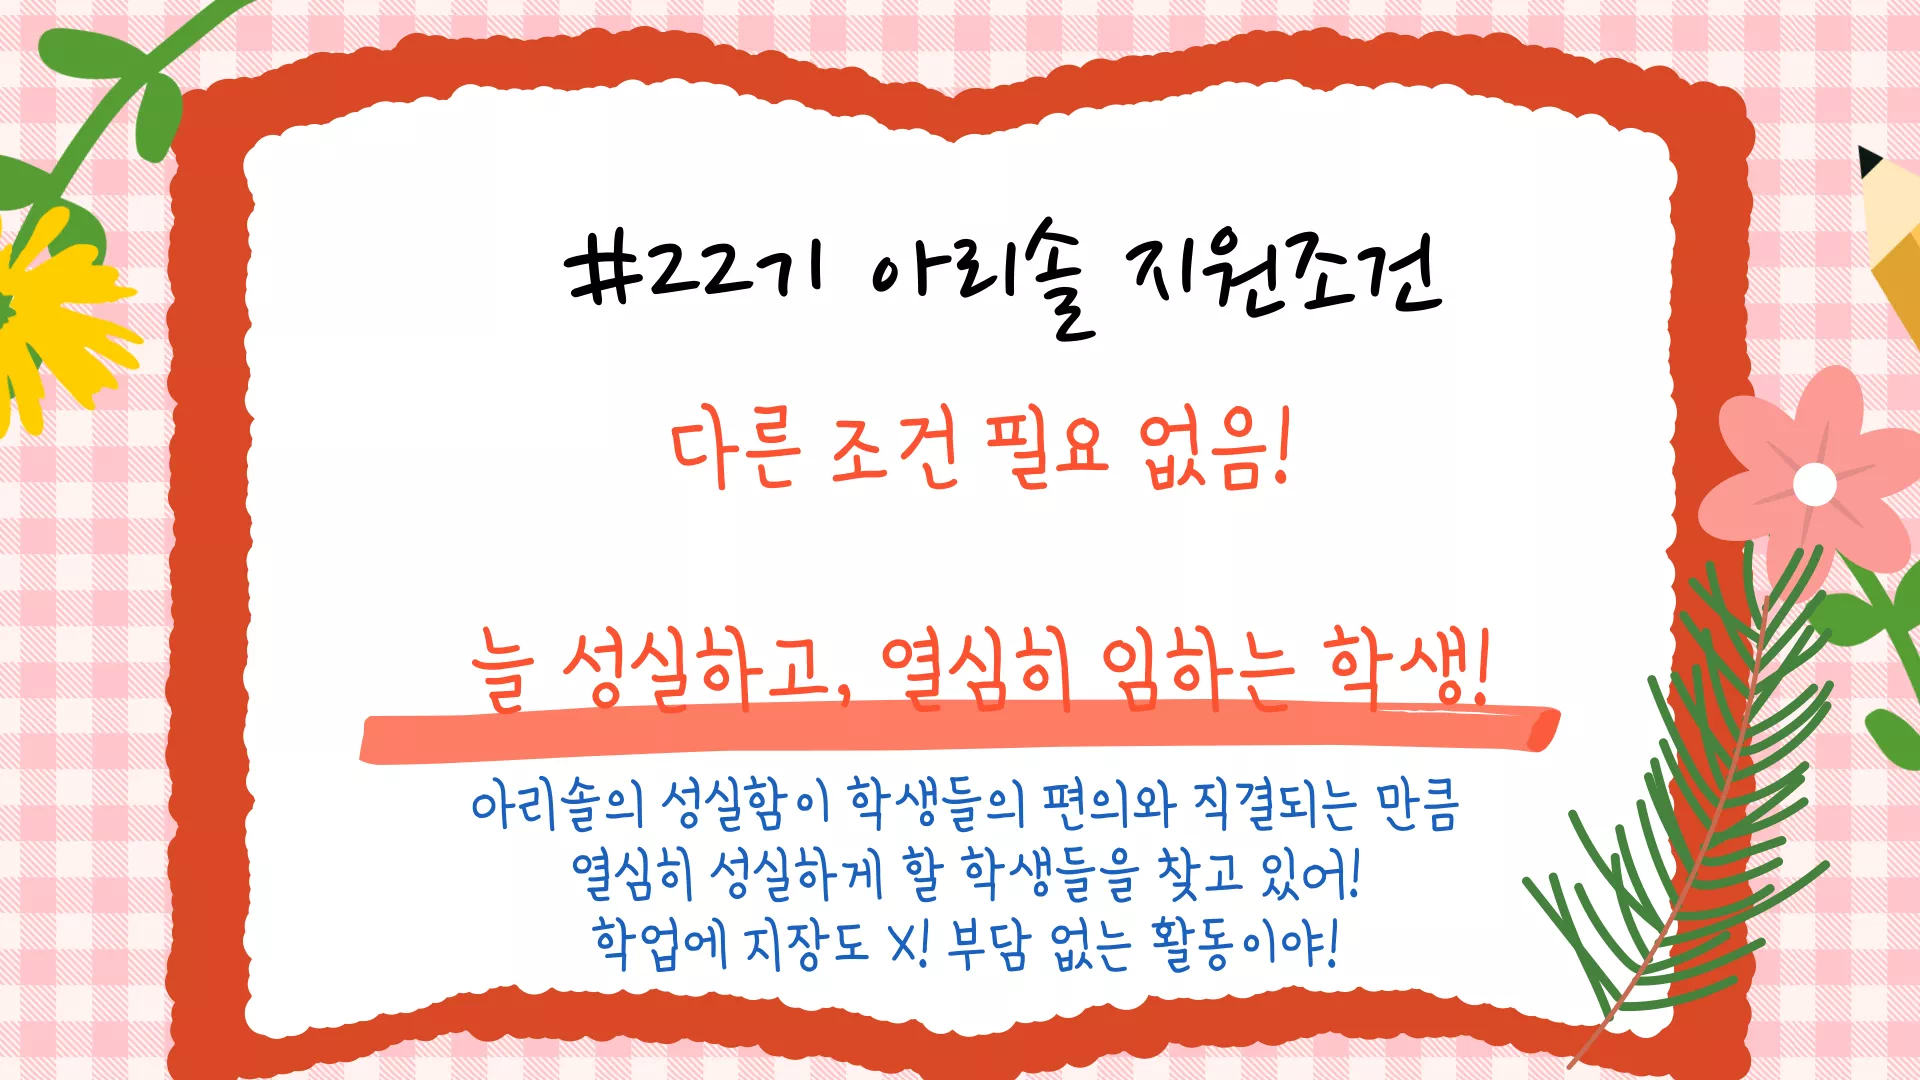 #22기 아리솔 지원조건
다른 조건 필요 없음!
늘 성실하고, 열심히 임하는 학생!
아리솔의 성실함이 학생들의 편의와 직결되는 만큼
열심히 성실하게 할 학생들을 찾고 있어!
학업에 지장도 X! 부담 없는 활동이야!